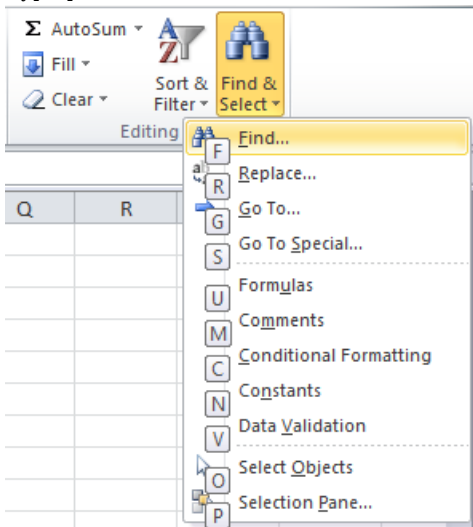 Σ AutoSum
Fill
Clear
Sort &
Filter
Find &
Select
Editing
Q
R
F Find...
R Replace...
G Go To...
S Go To Special...
U Formulas
M Comments
C Conditional Formatting
N Constants
V Data Validation
O Select Objects
P Selection Pane...